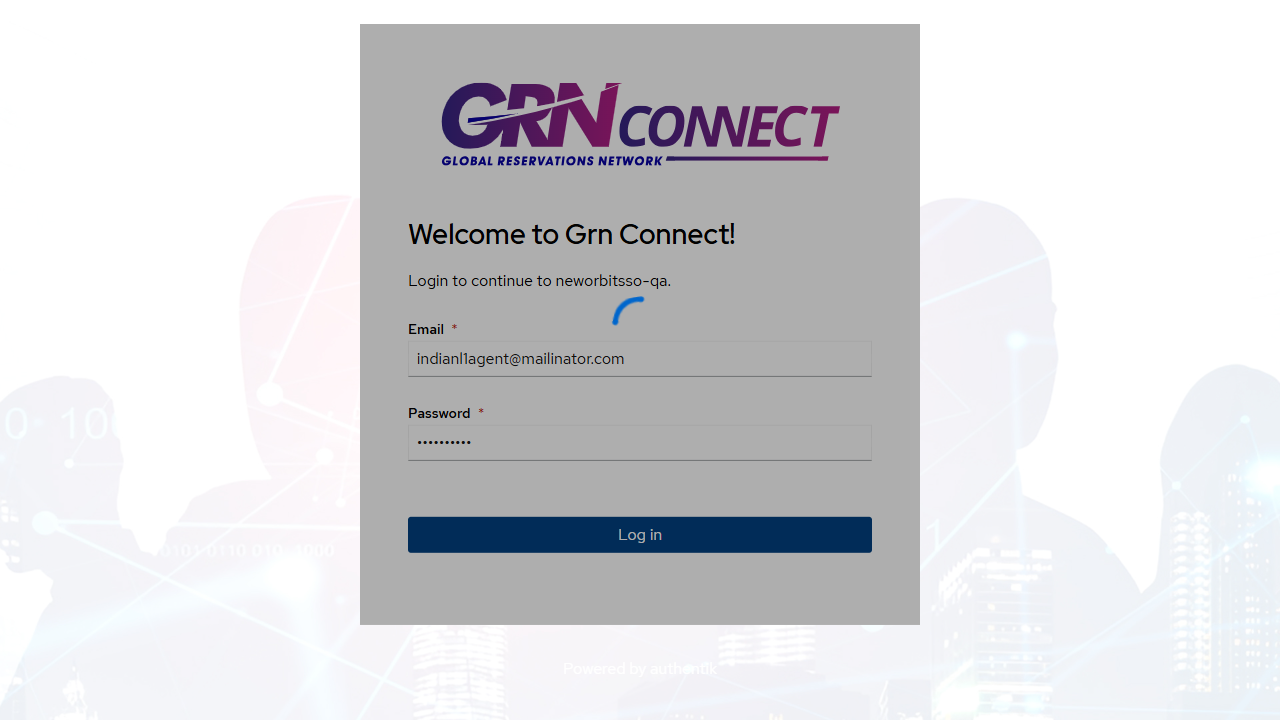 GRN CONNECT
GLOBAL RESERVATIONS NETWORK
Welcome to Grn Connect!
Login to continue to neworbitsso-qa.
Email *
indianl1agent@mailinator.com
Password *
••••••••••
Log in
Powered by authentik